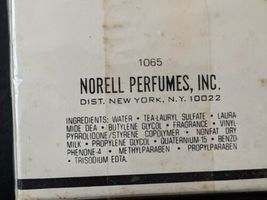 1065
NORELL PERFUMES, INC.
DIST. NEW YORK, N.Y. 10022
INGREDIENTS: WATER • TEA-LAURYL SULFATE • LAURA-
MIDE DEA • BUTYLENE GLYCOL • FRAGRANCE • VINYL-
PYRROLIDONE/STYRENE COPOLYMER • NONFAT DRY
MILK • PROPYLENE GLYCOL • QUATERNIUM-15 • BENZO-
PHENONE-4 • METHYLPARABEN • PROPYLPARABEN
• TRISODIUM EDTA.